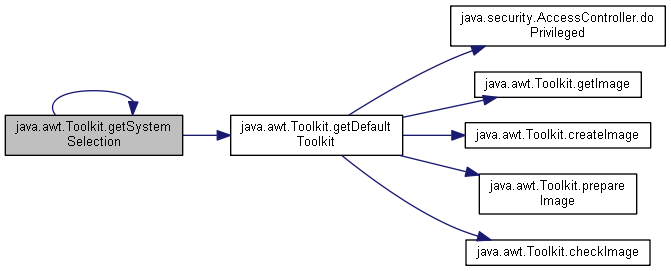 java.awt.Toolkit.getSystem
Selection
java.awt.Toolkit.getDefault
Toolkit
java.security.AccessController.do
Privileged
java.awt.Toolkit.getImage
java.awt.Toolkit.createImage
java.awt.Toolkit.prepare
Image
java.awt.Toolkit.checkImage